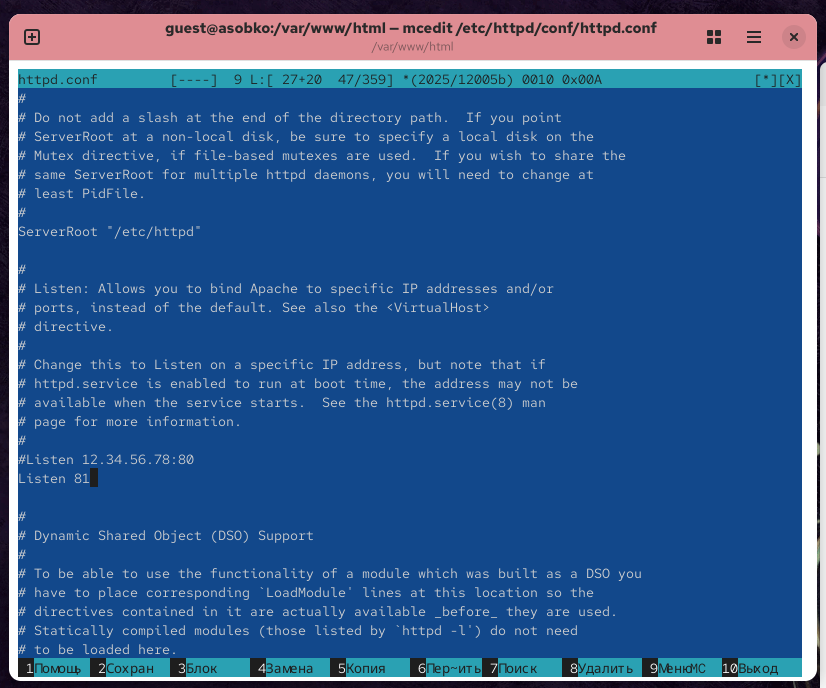 guest@asobko:/var/www/html — mcedit /etc/httpd/conf/httpd.conf
/var/www/html
httpd.conf         [----]  9 L:[ 27+20  47/359] *(2025/12005b) 0010 0x00A                   [*][X]
#
# Do not add a slash at the end of the directory path.  If you point
# ServerRoot at a non-local disk, be sure to specify a local disk on the
# Mutex directive, if file-based mutexes are used.  If you wish to share the
# same ServerRoot for multiple httpd daemons, you will need to change at
# least PidFile.
#
ServerRoot "/etc/httpd"

#
# Listen: Allows you to bind Apache to specific IP addresses and/or
# ports, instead of the default. See also the <VirtualHost>
# directive.
#
# Change this to Listen on a specific IP address, but note that if
# httpd.service is enabled to run at boot time, the address may not be
# available when the service starts.  See the httpd.service(8) man
# page for more information.
#
#Listen 12.34.56.78:80
Listen 81

#
# Dynamic Shared Object (DSO) Support
#
# To be able to use the functionality of a module which was built as a DSO you
# have to place corresponding `LoadModule' lines at this location so the
# directives contained in it are actually available _before_ they are used.
# Statically compiled modules (those listed by `httpd -l') do not need
# to be loaded here.
1Помощь 2Сохран 3Блок 4Замена 5Копия 6Пер~ить 7Поиск 8Удалить 9МенюMC 10Выход